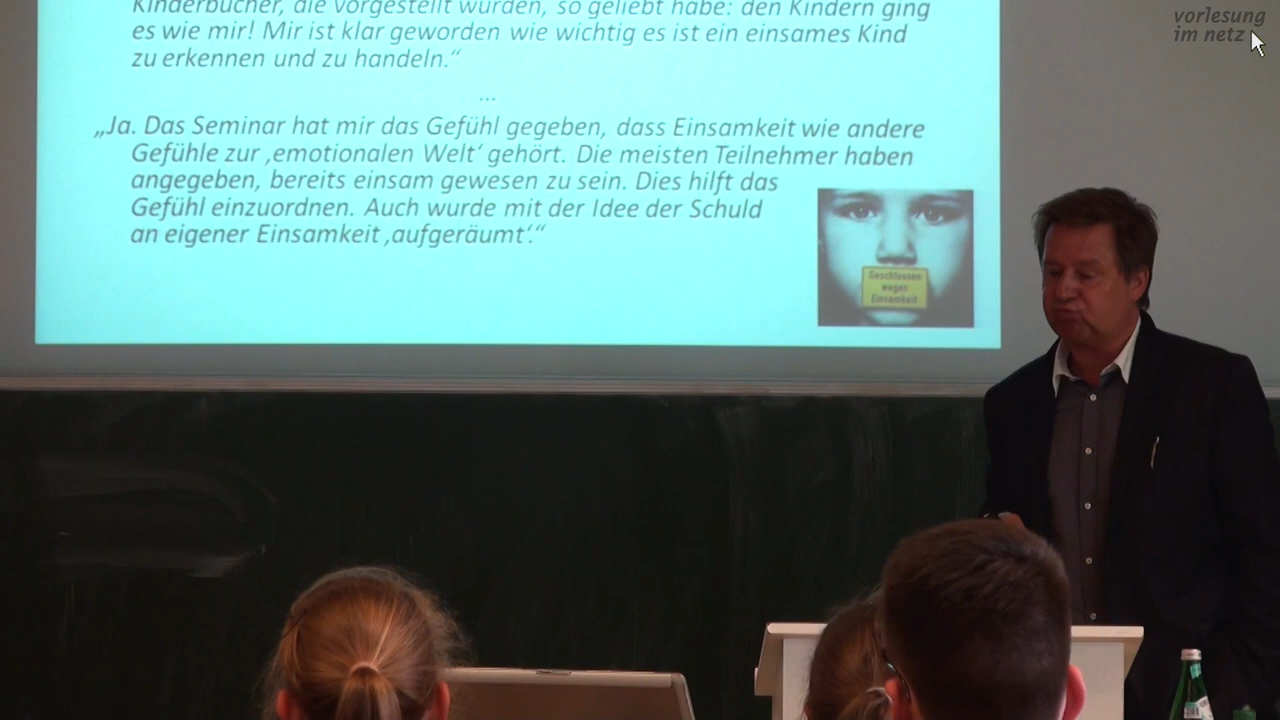 Kinderbücher, die vorgestellt wurden, so geliebt habe: den Kindern ging
es wie mir! Mir ist klar geworden wie wichtig es ist ein einsames Kind
zu erkennen und zu handeln.“
...
„Ja. Das Seminar hat mir das Gefühl gegeben, dass Einsamkeit wie andere
Gefühle zur ‚emotionalen Welt‘ gehört. Die meisten Teilnehmer haben
angegeben, bereits einsam gewesen zu sein. Dies hilft das
Gefühl einzuordnen. Auch wurde mit der Idee der Schuld
an eigener Einsamkeit ‚aufgeräumt‘.“
Geschlossen
wegen
Einsamkeit
vorlesung
im netz